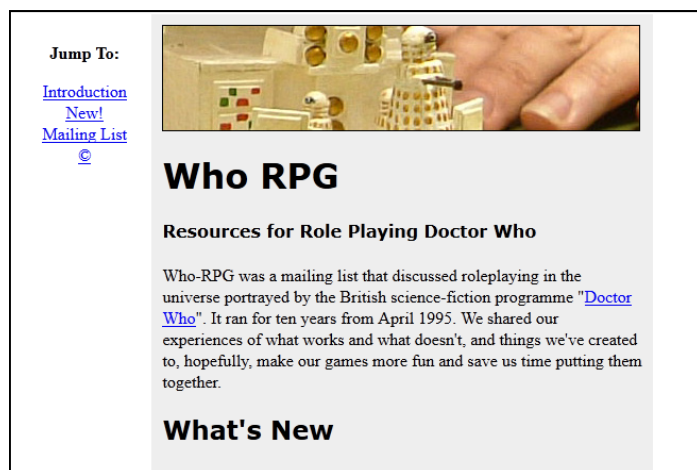 Jump To:
Introduction
New!
Mailing List
©
Who RPG
Resources for Role Playing Doctor Who
Who-RPG was a mailing list that discussed roleplaying in the
universe portrayed by the British science-fiction programme "Doctor
Who". It ran for ten years from April 1995. We shared our
experiences of what works and what doesn't, and things we've created
to, hopefully, make our games more fun and save us time putting them
together.
What's New